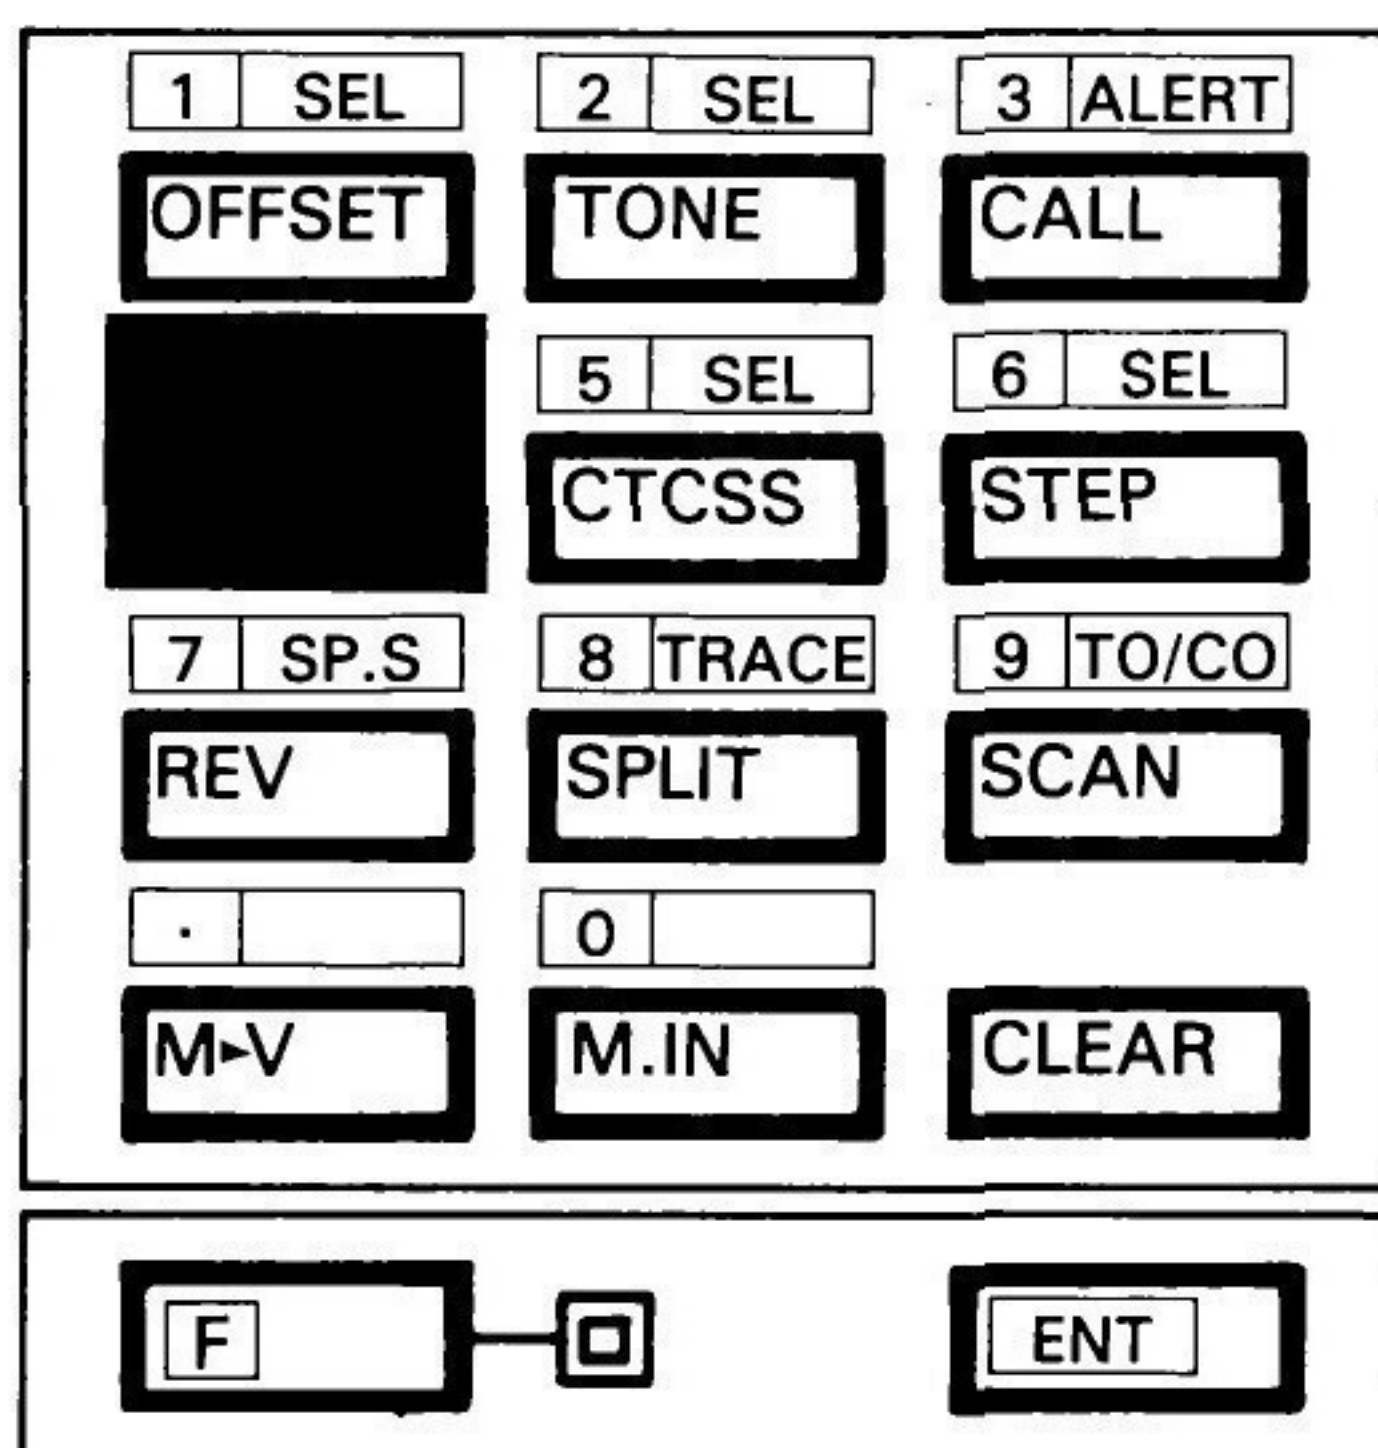 1 SEL 2 SEL 3 ALERT
OFFSET TONE CALL
5 SEL 6 SEL
CTCSS STEP
7 SP.S 8 TRACE 9 TO/CO
REV SPLIT SCAN
· 0
M►V M.IN CLEAR
F ENT